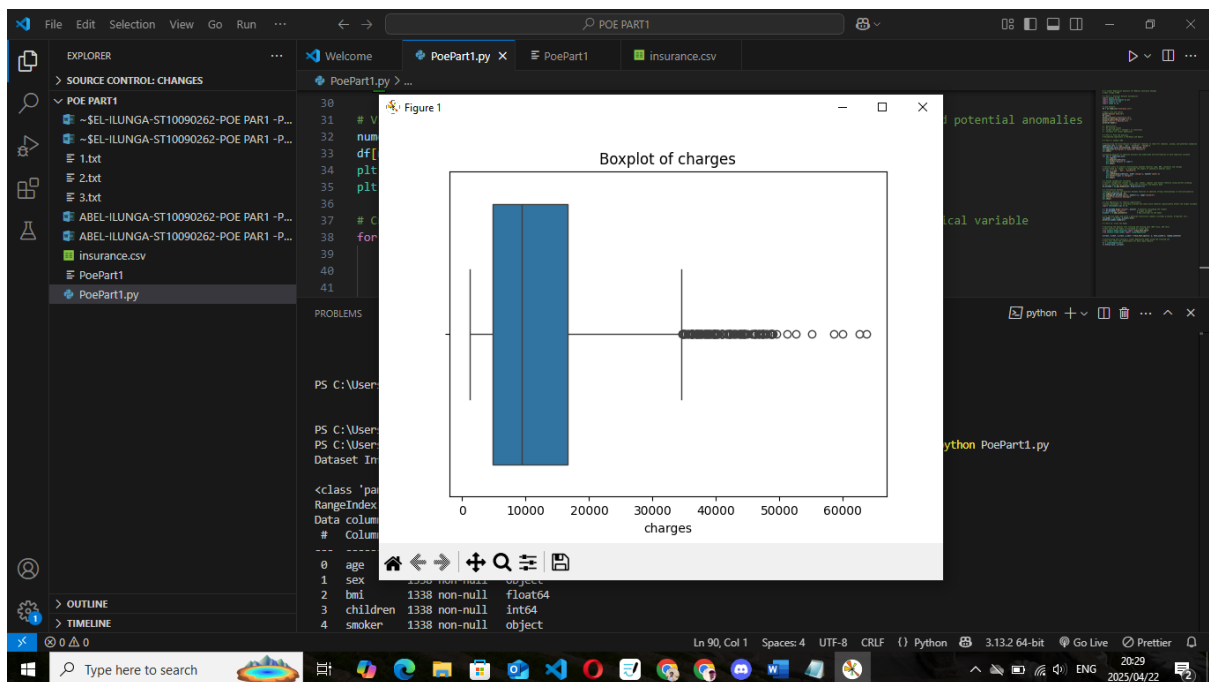 File Edit Selection View Go Run ···
POE PART1
EXPLORER ···
Welcome
PoePart1.py
PoePart1
insurance.csv
SOURCE CONTROL: CHANGES
PoePart1.py > ...
POE PART1
~$EL-ILUNGA-ST10090262-POE PAR1 -P...
~$EL-ILUNGA-ST10090262-POE PAR1 -P...
1.txt
2.txt
3.txt
ABEL-ILUNGA-ST10090262-POE PAR1 -P...
ABEL-ILUNGA-ST10090262-POE PAR1 -P...
insurance.csv
PoePart1
PoePart1.py
OUTLINE
TIMELINE
30
31 # V
d potential anomalies
32 num
33 df[
34 plt
35 plt
36
37 # C
ical variable
38 for
39
40
41
Figure 1
Boxplot of charges
0 10000 20000 30000 40000 50000 60000
charges
PROBLEMS
python
PS C:\User
PS C:\User
PS C:\User
python PoePart1.py
Dataset In
<class 'pa
RangeIndex
Data colum
# Colum
--- ------
0 age
1 sex 1338 non-null object
2 bmi 1338 non-null float64
3 children 1338 non-null int64
4 smoker 1338 non-null object
0 0 Ln 90, Col 1 Spaces: 4 UTF-8 CRLF {} Python 3.13.2 64-bit Go Live Prettier
1
Type here to search
ENG
20:29
2025/04/22
2